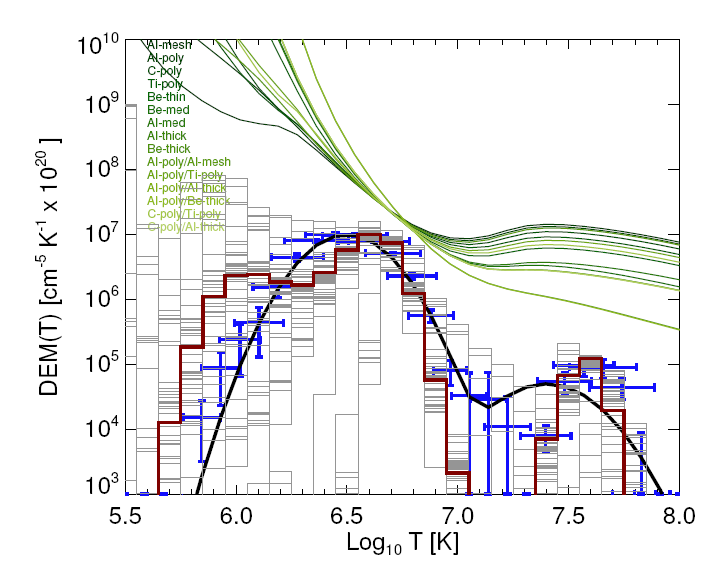 10^10
10^9
10^8
10^7
10^6
10^5
10^4
10^3
DEM(T) [cm^-5 K^-1 x 10^20 ]
Al-mesh
Al-poly
C-poly
Ti-poly
Be-thin
Be-med
Al-med
Al-thick
Be-thick
Al-poly/Al-mesh
Al-poly/Ti-poly
Al-poly/Al-thick
Al-poly/Be-thick
C-poly/Ti-poly
C-poly/Al-thick
5.5 6.0 6.5 7.0 7.5 8.0
Log_10 T [K]